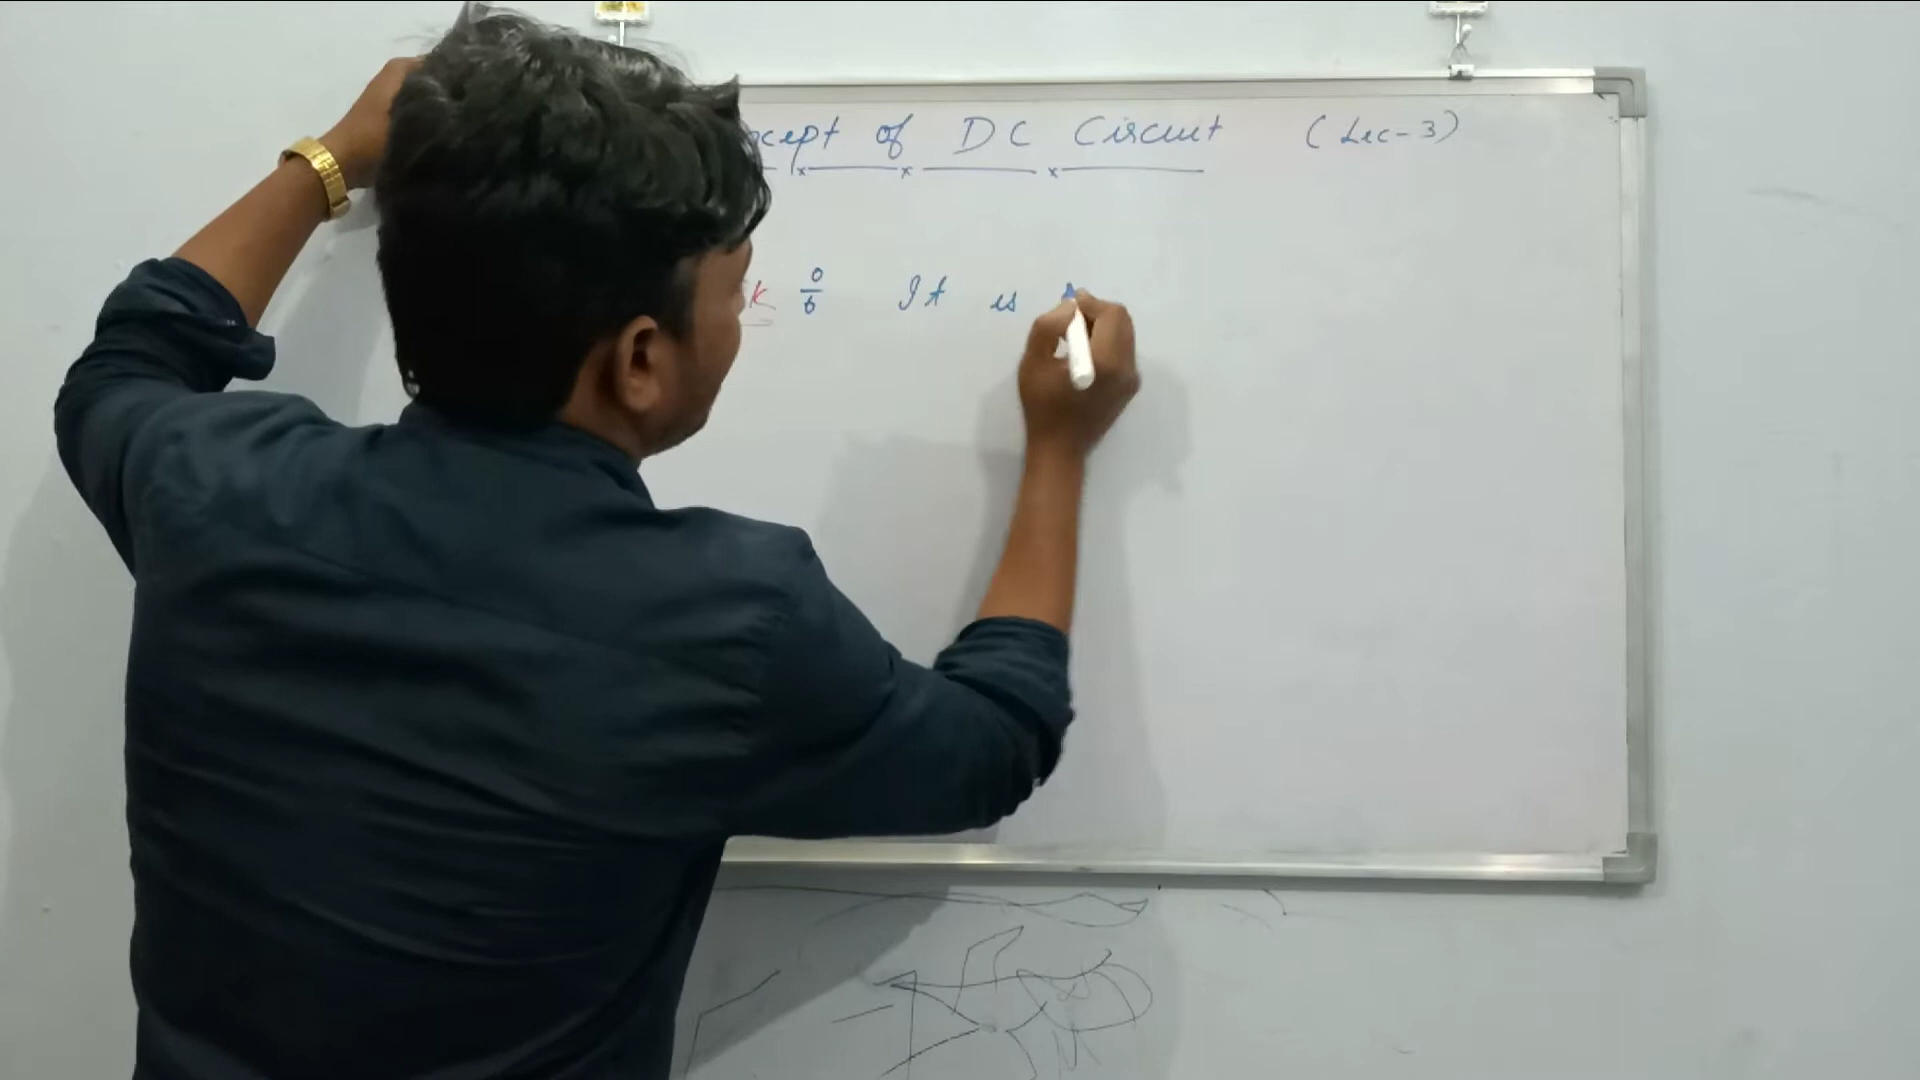 cept of DC Circuit (Lec-3)
k % It is